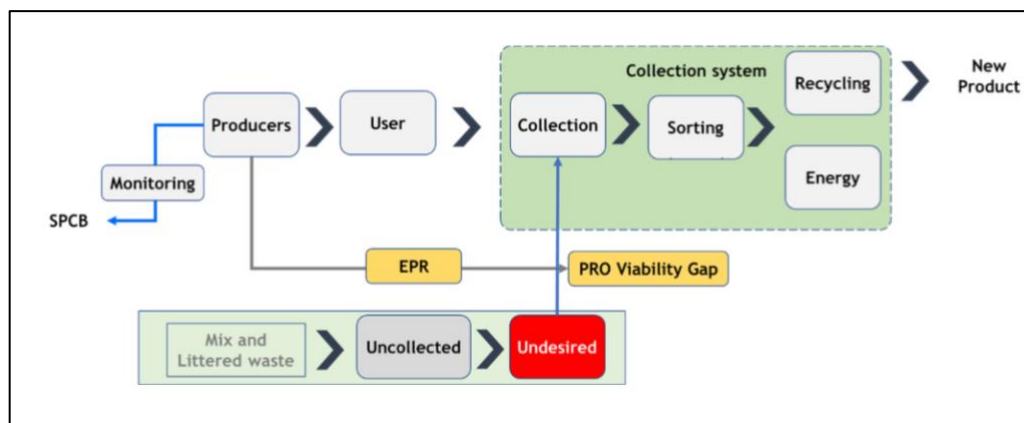 Collection system
Recycling
New
Product
Producers
User
Collection
Sorting
Monitoring
Energy
SPCB
EPR
PRO Viability Gap
Mix and
Littered waste
Uncollected
Undesired